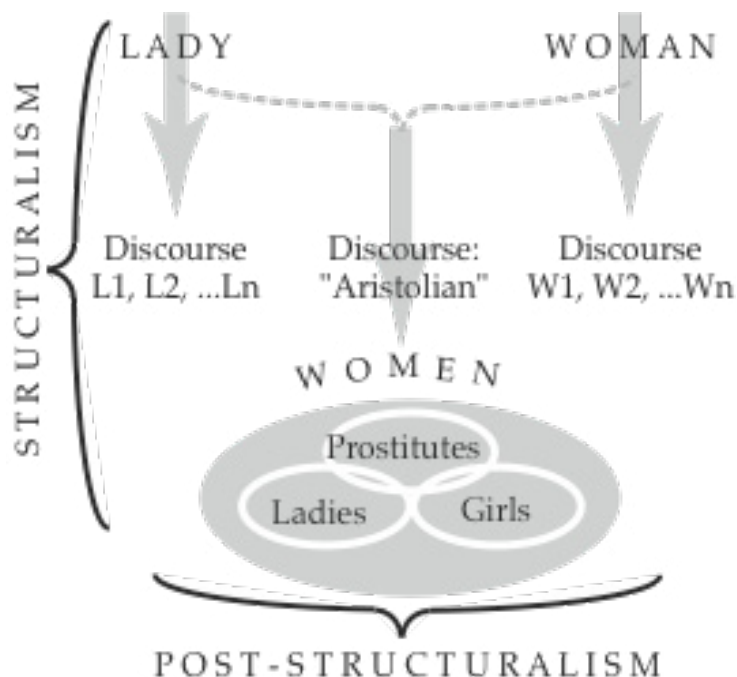 LADY
WOMAN
STRUCTURALISM
Discourse
L1, L2, ...Ln
Discourse:
"Aristolian"
Discourse
W1, W2, ...Wn
WOMEN
Prostitutes
Ladies
Girls
POST-STRUCTURALISM